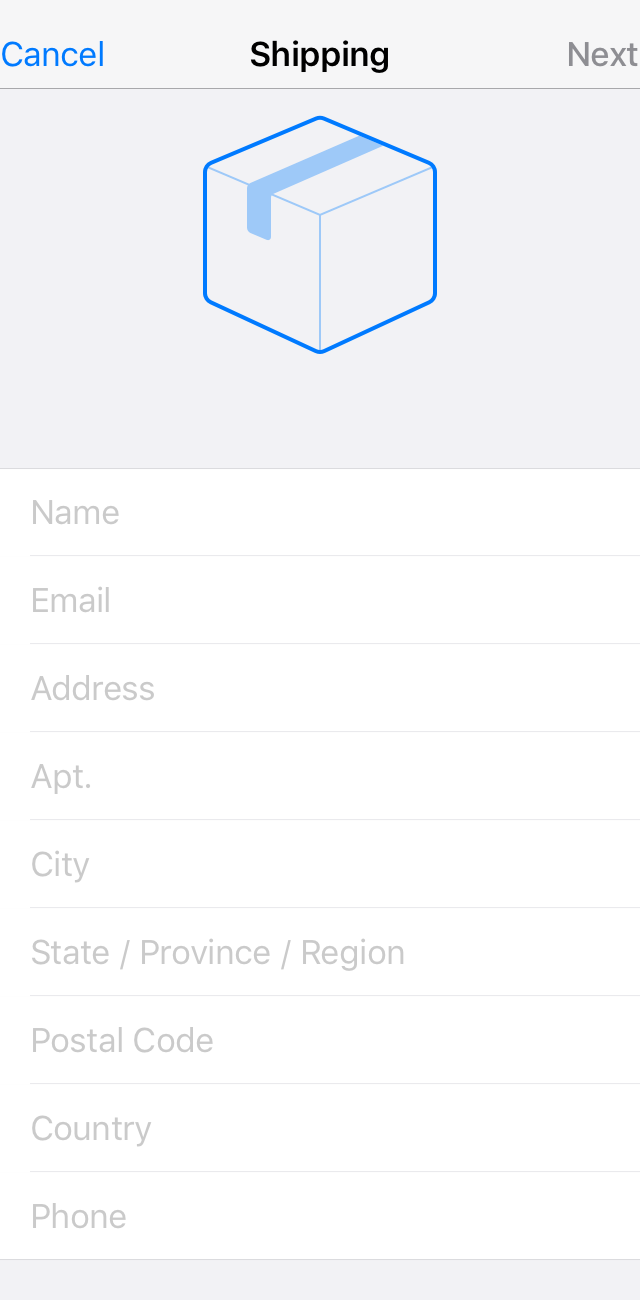 Cancel Shipping Next
Name
Email
Address
Apt.
City
State / Province / Region
Postal Code
Country
Phone